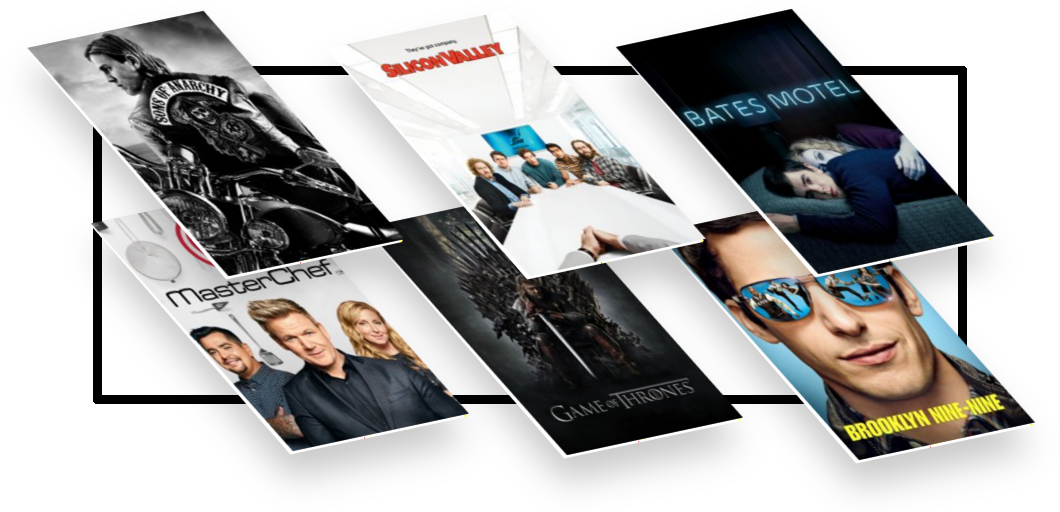 SONS OF ANARCHY
They've got company.
SILICON VALLEY
BATES MOTEL
MasterChef
GAME OF THRONES
BROOKLYN NINE-NINE